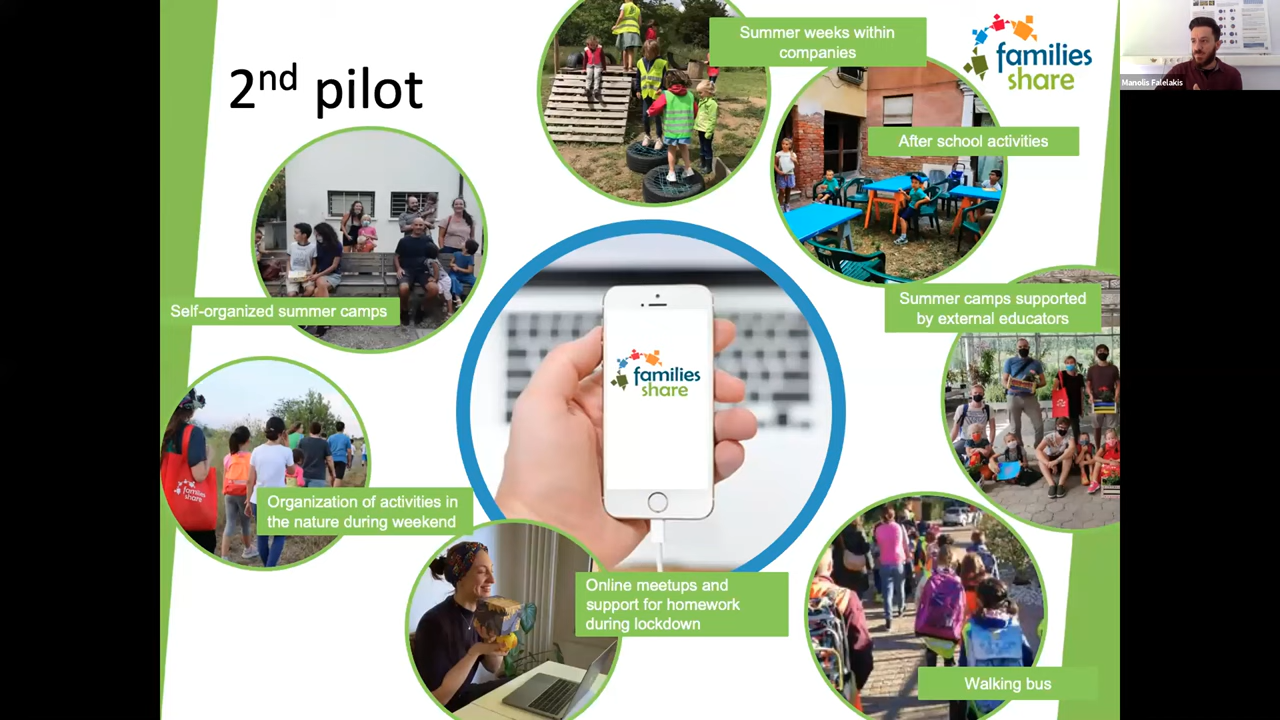 2nd pilot
Summer weeks within
companies
families
share
Manolis Falelakis
After school activities
Self-organized summer camps
Summer camps supported
by external educators
families
share
families
share
Organization of activities in
the nature during weekend
Online meetups and
support for homework
during lockdown
Walking bus